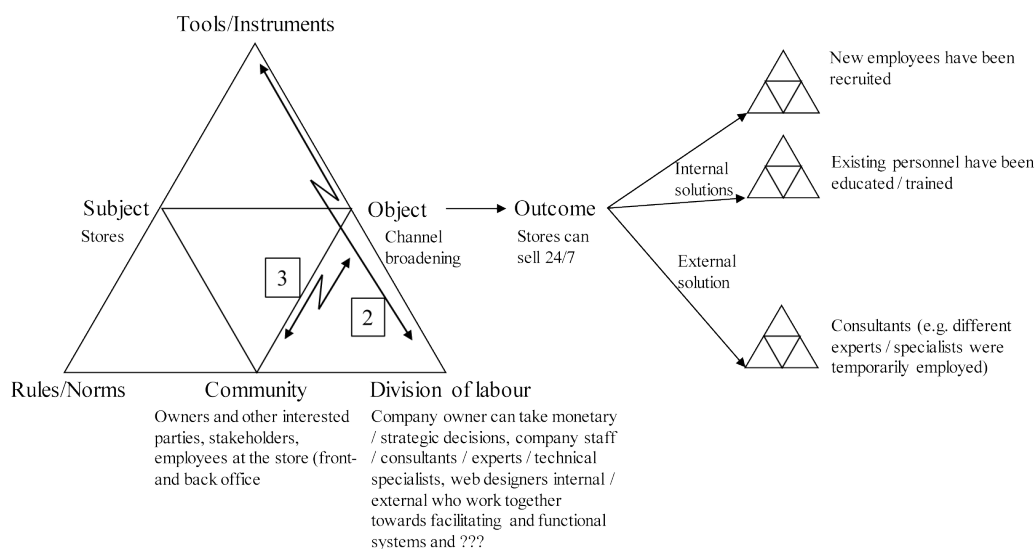 Tools/Instruments
New employees have been
recruited
Internal
solutions
Existing personnel have been
educated / trained
Subject
Stores
Object
Channel
broadening
Outcome
Stores can
sell 24/7
3
2
External
solution
Consultants (e.g. different
experts / specialists were
temporarily employed)
Rules/Norms
Community
Owners and other interested
parties, stakeholders,
employees at the store (front-
and back office
Division of labour
Company owner can take monetary
/ strategic decisions, company staff
/ consultants / experts / technical
specialists, web designers internal /
external who work together
towards facilitating and functional
systems and ???